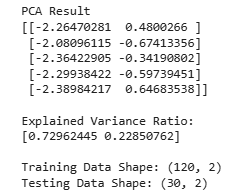 PCA Result
[[-2.26470281  0.4800266 ]
 [-2.08096115 -0.67413356]
 [-2.36422905 -0.34190802]
 [-2.29938422 -0.59739451]
 [-2.38984217  0.64683538]]
Explained Variance Ratio:
[0.72962445 0.22850762]
Training Data Shape: (120, 2)
Testing Data Shape: (30, 2)